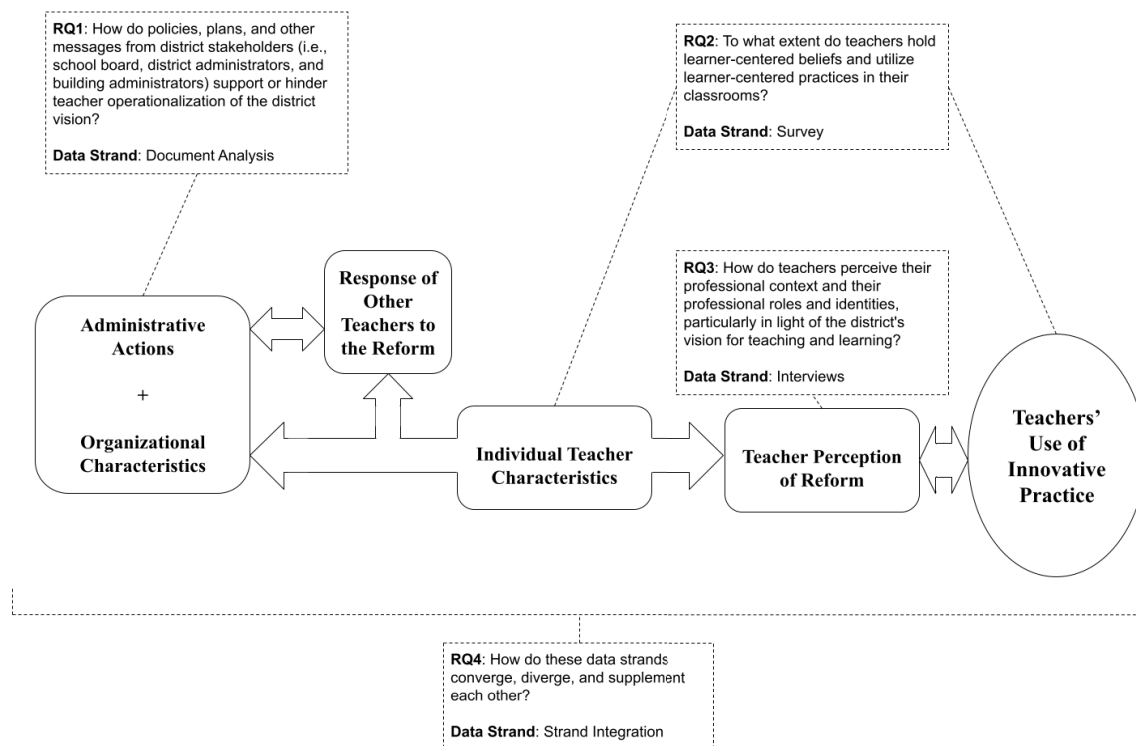 RQ1: How do policies, plans, and other
messages from district stakeholders (i.e.,
school board, district administrators, and
building administrators) support or hinder
teacher operationalization of the district
vision?
Data Strand: Document Analysis
RQ2: To what extent do teachers hold
learner-centered beliefs and utilize
learner-centered practices in their
classrooms?
Data Strand: Survey
RQ3: How do teachers perceive their
professional context and their
professional roles and identities,
particularly in light of the district's
vision for teaching and learning?
Data Strand: Interviews
Administrative
Actions
+
Organizational
Characteristics
Response of
Other
Teachers to
the Reform
Individual Teacher
Characteristics
Teacher Perception
of Reform
Teachers’
Use of
Innovative
Practice
RQ4: How do these data strands
converge, diverge, and supplement
each other?
Data Strand: Strand Integration